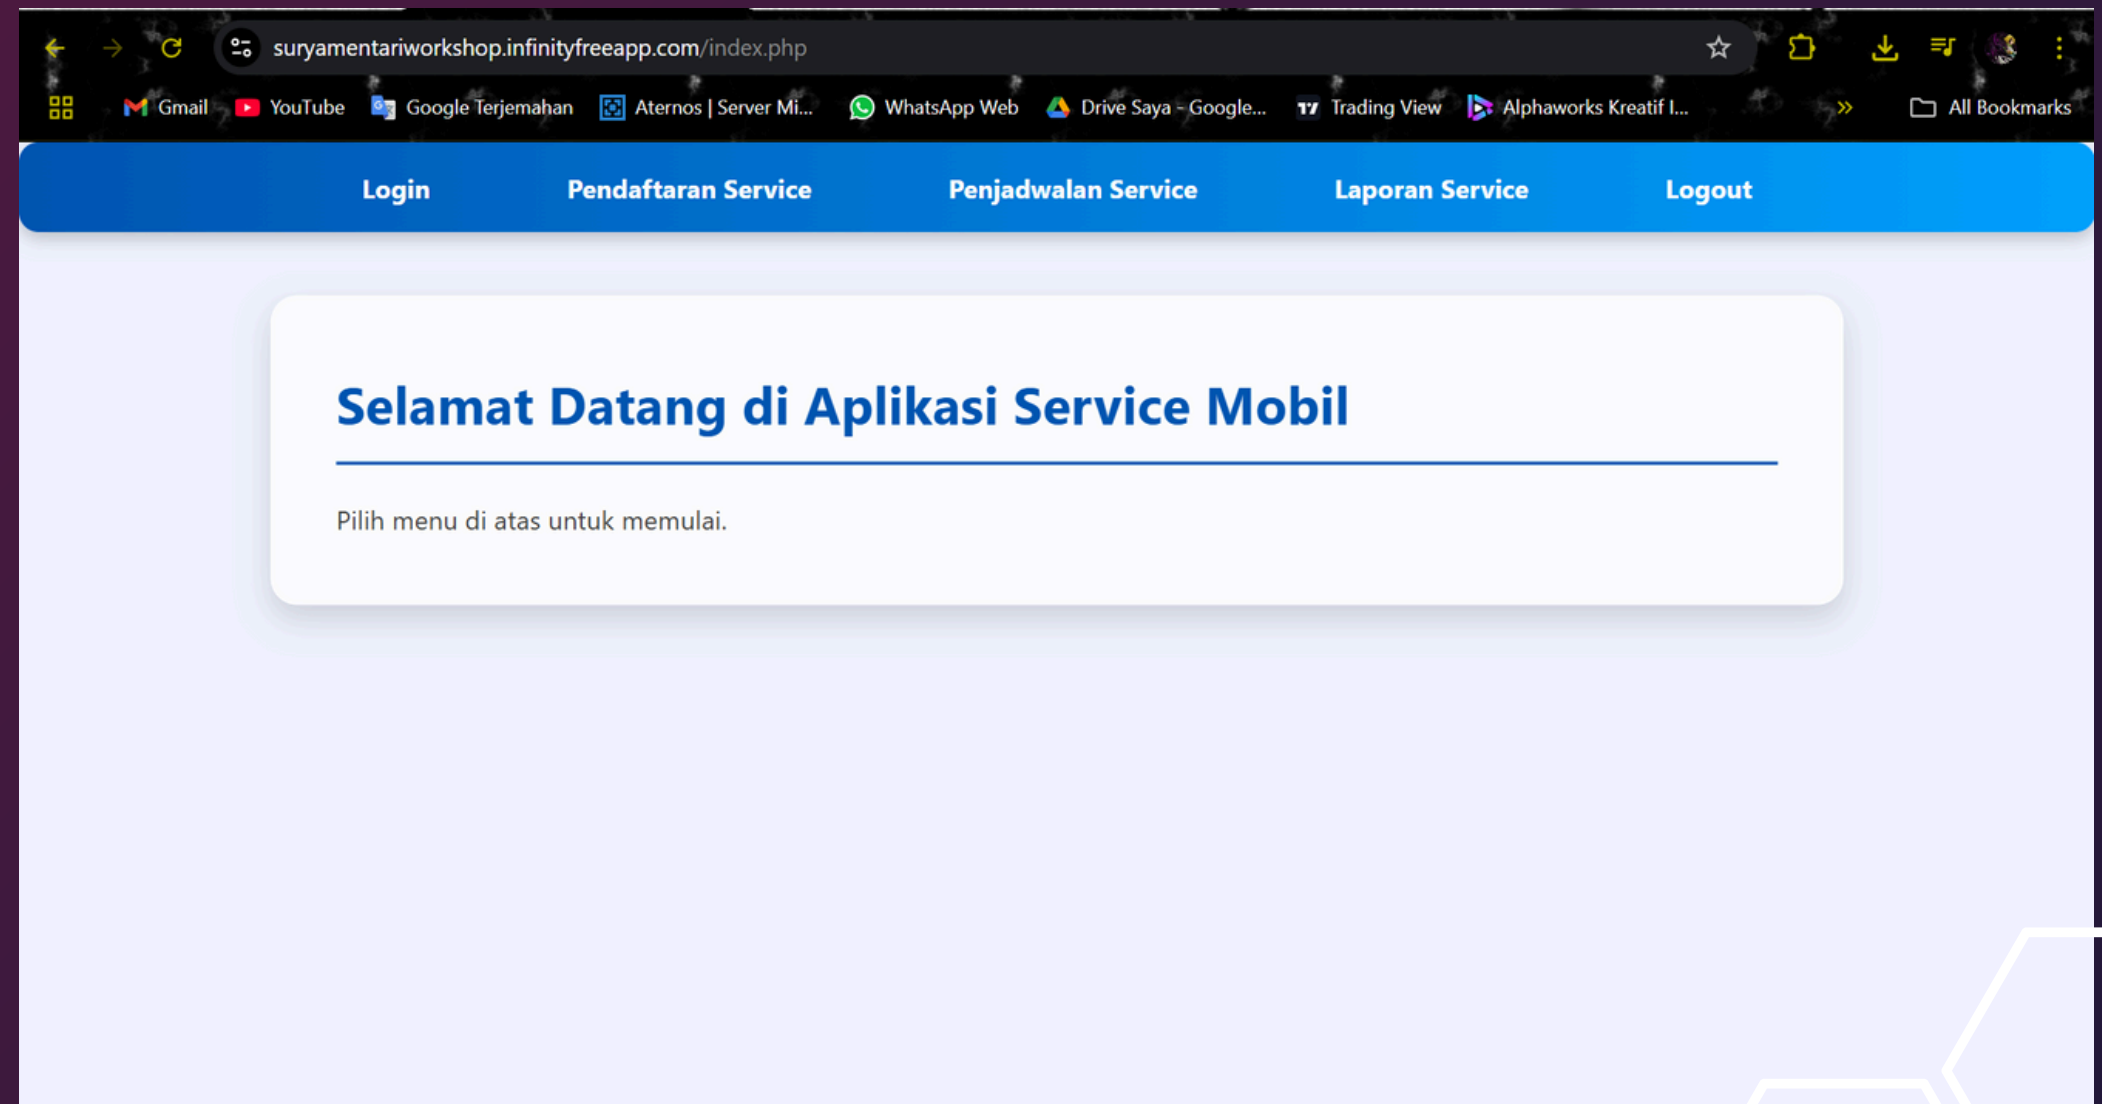 suryamentariworkshop.infinityfreeapp.com/index.php
Gmail YouTube Google Terjemahan Aternos | Server Mi... WhatsApp Web Drive Saya - Google... Trading View Alphaworks Kreatif I... » All Bookmarks
Login Pendaftaran Service Penjadwalan Service Laporan Service Logout
Selamat Datang di Aplikasi Service Mobil
Pilih menu di atas untuk memulai.